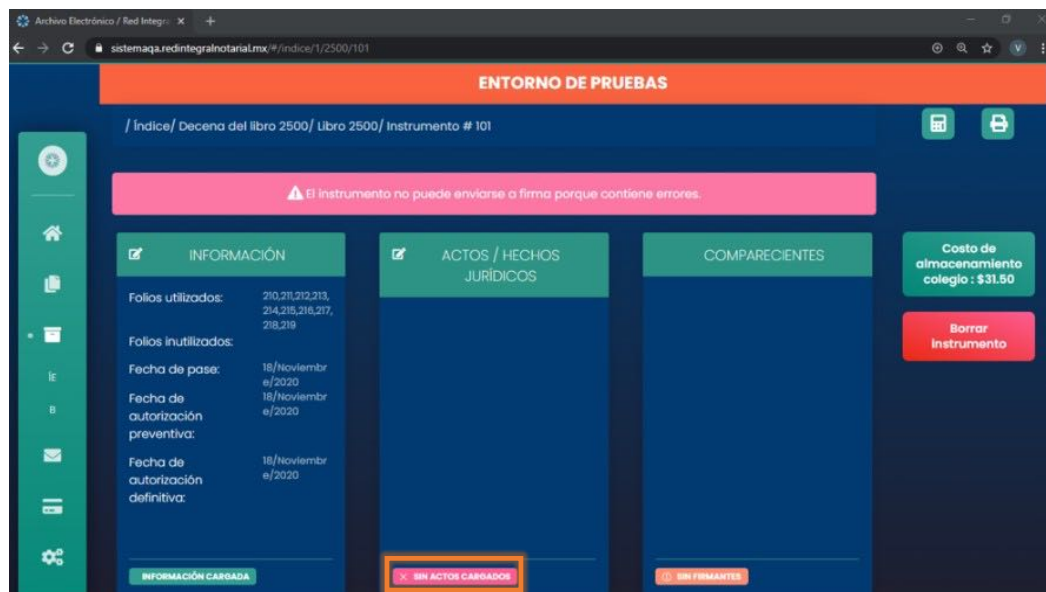 Archivo Electrónico / Red Integr
sistemaqa.redintegralnotarial.mx/#/indice/1/2500/101
V
ENTORNO DE PRUEBAS
/ Índice/ Decena del libro 2500/ Libro 2500/ Instrumento # 101
El instrumento no puede enviarse a firma porque contiene errores.
INFORMACIÓN
Folios utilizados: 210,211,212,213,
214,215,216,217,
218,219
Folios inutilizados:
Fecha de pase: 18/Noviembr
e/2020
Fecha de autorización preventiva: 18/Noviembr
e/2020
Fecha de autorización definitiva: 18/Noviembr
e/2020
INFORMACIÓN CARGADA
ACTOS / HECHOS
JURÍDICOS
SIN ACTOS CARGADOS
COMPARECIENTES
SIN FIRMANTES
Costo de
almacenamiento
colegio : $31.50
Borrar
instrumento
ÍE
B